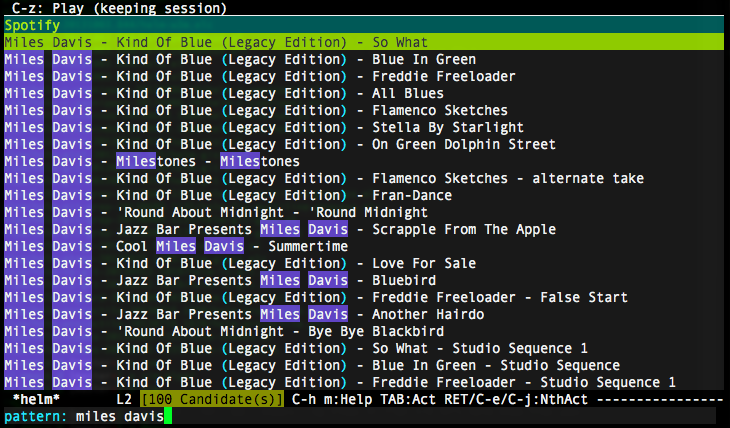 C-z: Play (keeping session)
Spotify
Miles Davis - Kind Of Blue (Legacy Edition) - So What
Miles Davis - Kind Of Blue (Legacy Edition) - Blue In Green
Miles Davis - Kind Of Blue (Legacy Edition) - Freddie Freeloader
Miles Davis - Kind Of Blue (Legacy Edition) - All Blues
Miles Davis - Kind Of Blue (Legacy Edition) - Flamenco Sketches
Miles Davis - Kind Of Blue (Legacy Edition) - Stella By Starlight
Miles Davis - Kind Of Blue (Legacy Edition) - On Green Dolphin Street
Miles Davis - Milestones - Milestones
Miles Davis - Kind Of Blue (Legacy Edition) - Flamenco Sketches - alternate take
Miles Davis - Kind Of Blue (Legacy Edition) - Fran-Dance
Miles Davis - 'Round About Midnight - 'Round Midnight
Miles Davis - Jazz Bar Presents Miles Davis - Scrapple From The Apple
Miles Davis - Cool Miles Davis - Summertime
Miles Davis - Kind Of Blue (Legacy Edition) - Love For Sale
Miles Davis - Jazz Bar Presents Miles Davis - Bluebird
Miles Davis - Kind Of Blue (Legacy Edition) - Freddie Freeloader - False Start
Miles Davis - Jazz Bar Presents Miles Davis - Another Hairdo
Miles Davis - 'Round About Midnight - Bye Bye Blackbird
Miles Davis - Kind Of Blue (Legacy Edition) - So What - Studio Sequence 1
Miles Davis - Kind Of Blue (Legacy Edition) - Blue In Green - Studio Sequence
Miles Davis - Kind Of Blue (Legacy Edition) - Freddie Freeloader - Studio Sequence 1
*helm* L2 [100 Candidate(s)] C-h m:Help TAB:Act RET/C-e/C-j:NthAct ----------------
pattern: miles davis